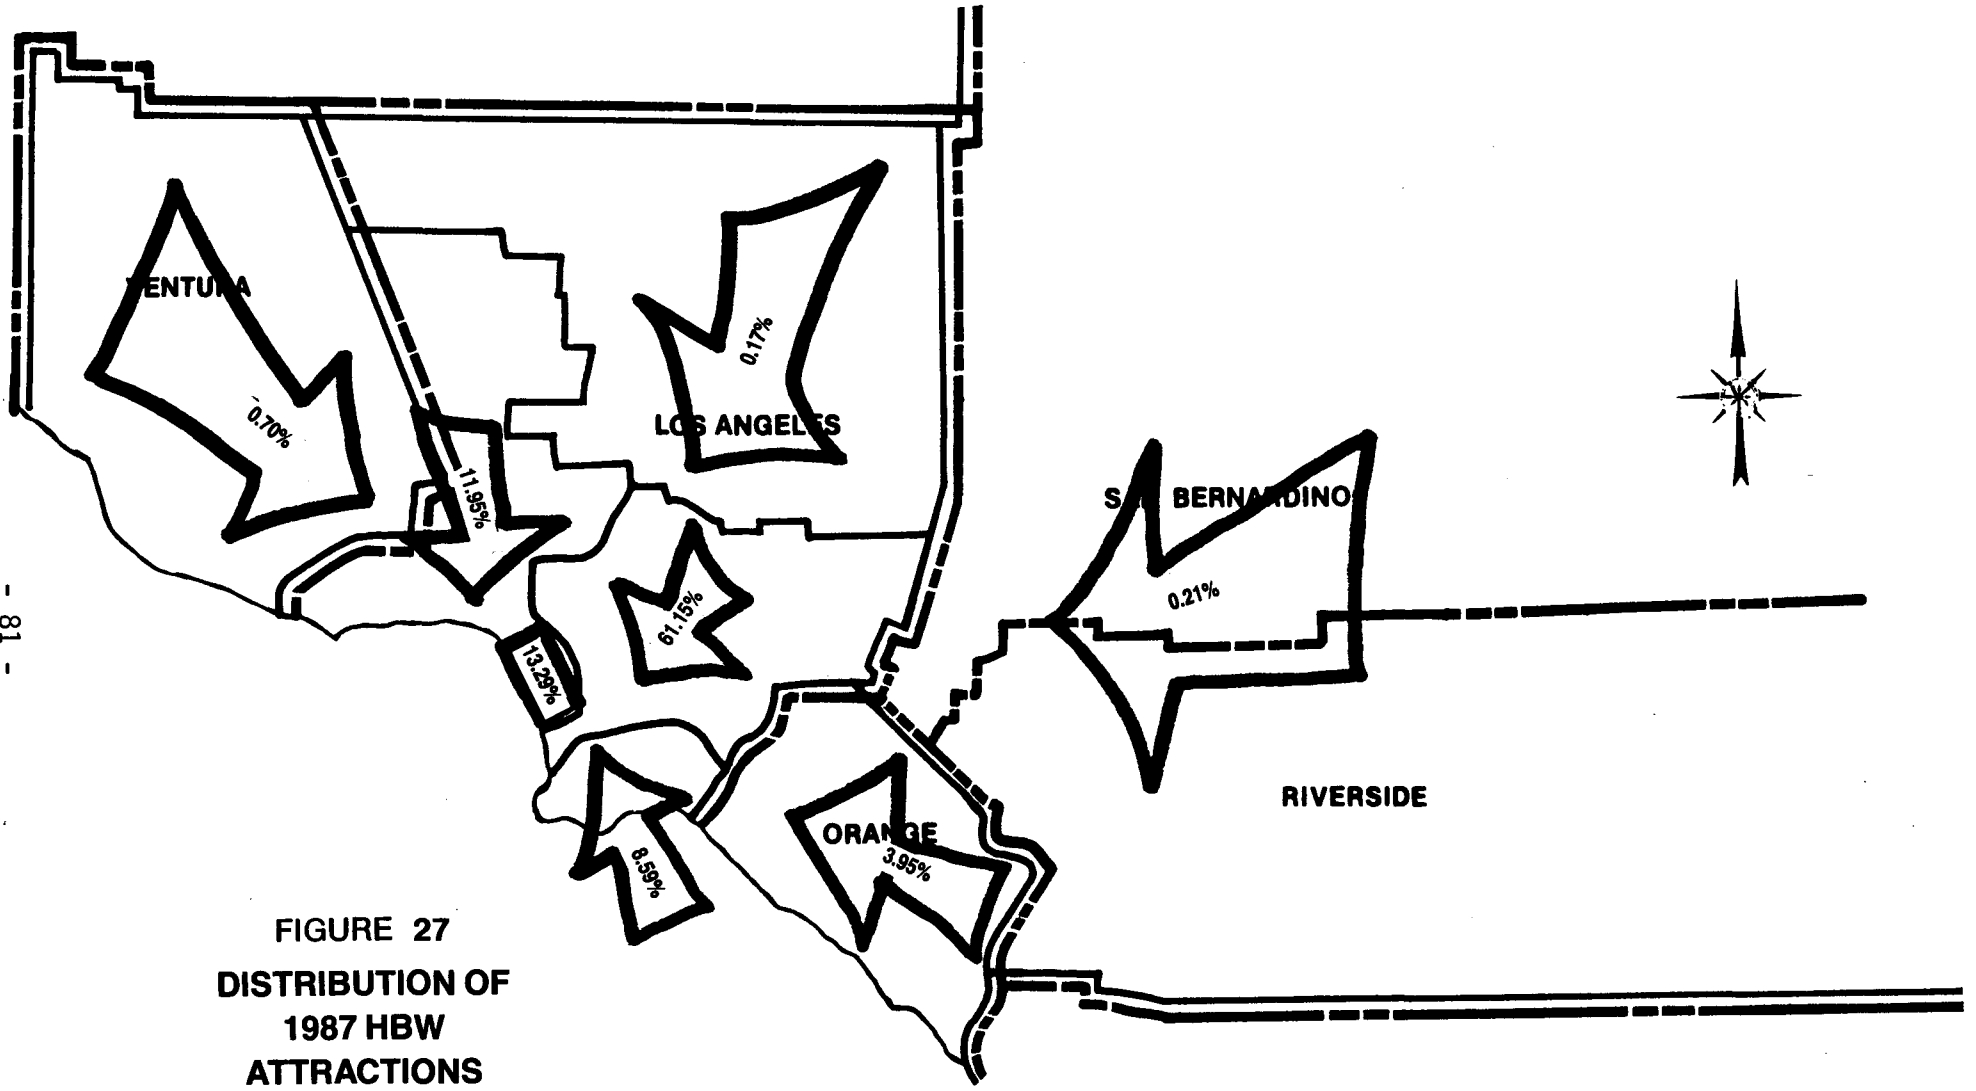 VENTURA
0.70%
11.95%
0.17%
LOS ANGELES
61.15%
13.29%
8.59%
ORANGE
3.95%
SAN BERNARDINO
0.21%
RIVERSIDE
- 81 -
FIGURE 27
DISTRIBUTION OF
1987 HBW
ATTRACTIONS